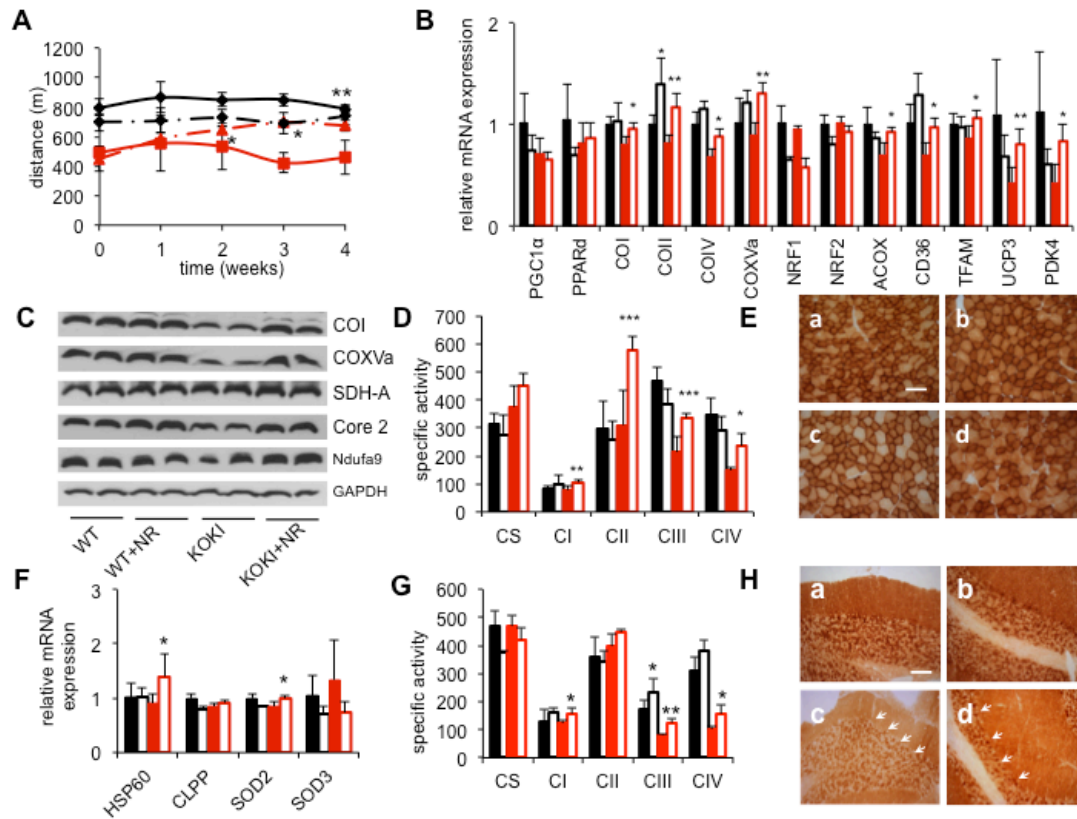 A
distance (m)
1200
1000
800
600
400
200
0
**
*
*
0 1 2 3 4
time (weeks)
B
relative mRNA expression
2
1
0
* ** * ** * * * * * ** *
PGC1α PPARd COI COII COIV COXVa NRF1 NRF2 ACOX CD36 TFAM UCP3 PDK4
C
COI
COXVa
SDH-A
Core 2
Ndufa9
GAPDH
WT WT+NR KOKI KOKI+NR
D
specific activity
700
600
500
400
300
200
100
0
** *** *** *
CS CI CII CIII CIV
E
a b
c d
F
relative mRNA
expression
3
2
1
0
* *
HSP60 CLPP SOD2 SOD3
G
specific activity
600
500
400
300
200
100
0
* * ** *
CS CI CII CIII CIV
H
a b
c d